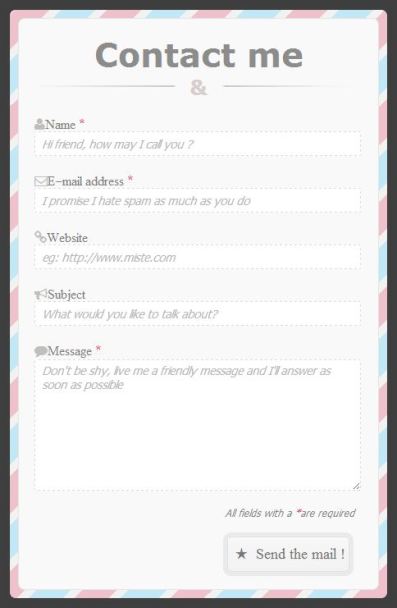 Contact me
&
Name *
Hi friend, how may I call you ?
E-mail address *
I promise I hate spam as much as you do
Website
eg: http://www.miste.com
Subject
What would you like to talk about?
Message *
Don't be shy, live me a friendly message and I'll answer as
soon as possible
All fields with a *are required
★ Send the mail !